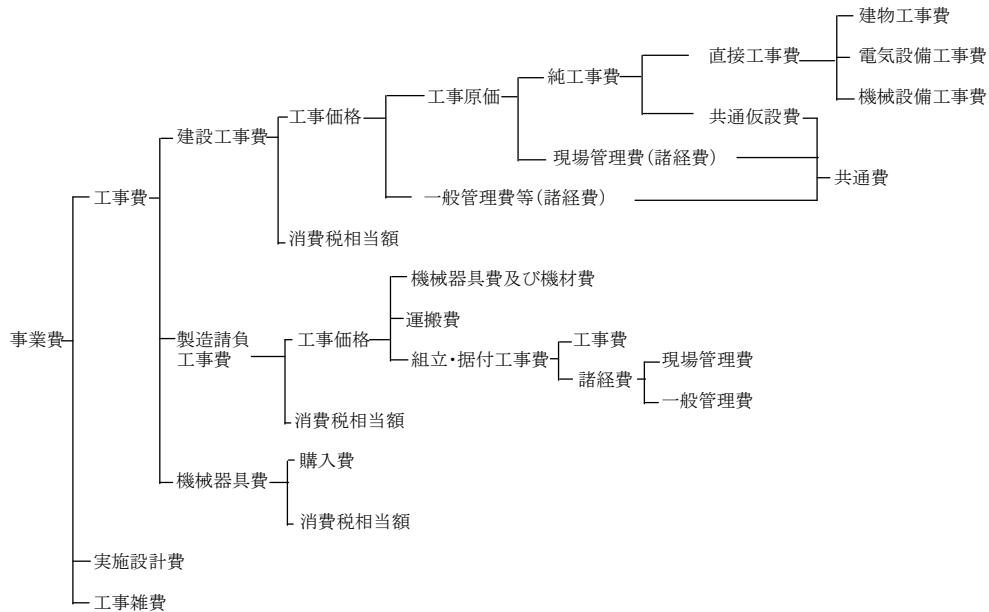 建物工事費
直接工事費
電気設備工事費
純工事費
機械設備工事費
工事原価
工事価格
共通仮設費
建設工事費
現場管理費(諸経費)
共通費
工事費
一般管理費等(諸経費)
消費税相当額
機械器具費及び機材費
運搬費
事業費
製造請負
工事費
工事価格
工事費
組立・据付工事費
現場管理費
諸経費
一般管理費
消費税相当額
購入費
機械器具費
消費税相当額
実施設計費
工事雑費